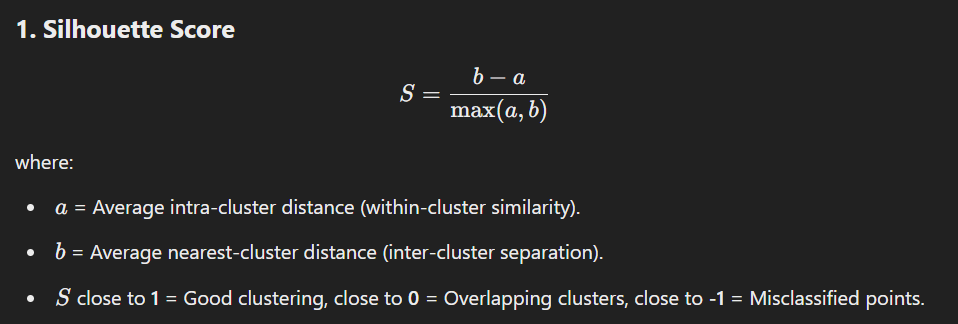 1. Silhouette Score
S = \frac{b - a}{\max(a, b)}
where:
• a = Average intra-cluster distance (within-cluster similarity).
• b = Average nearest-cluster distance (inter-cluster separation).
• S close to 1 = Good clustering, close to 0 = Overlapping clusters, close to -1 = Misclassified points.